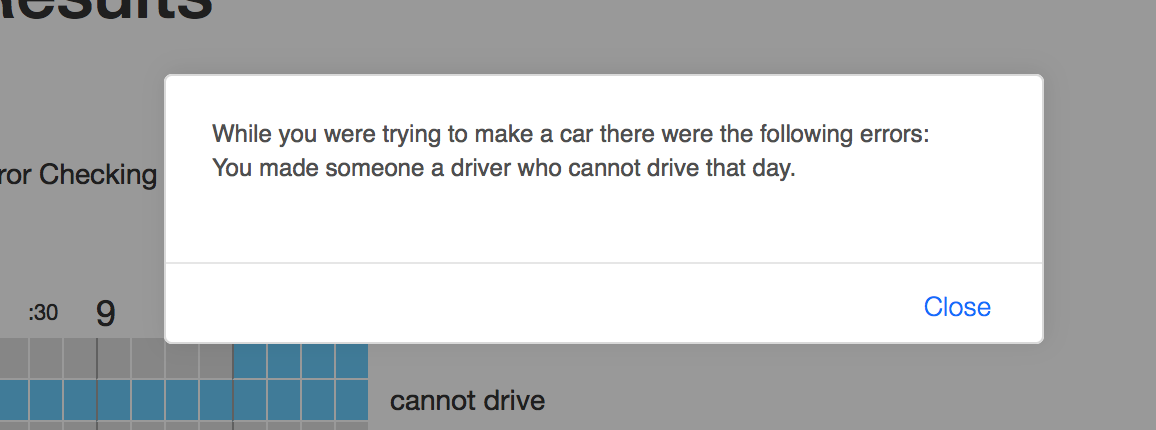 Results
While you were trying to make a car there were the following errors:
You made someone a driver who cannot drive that day.
ror Checking
Close
:30 9
cannot drive